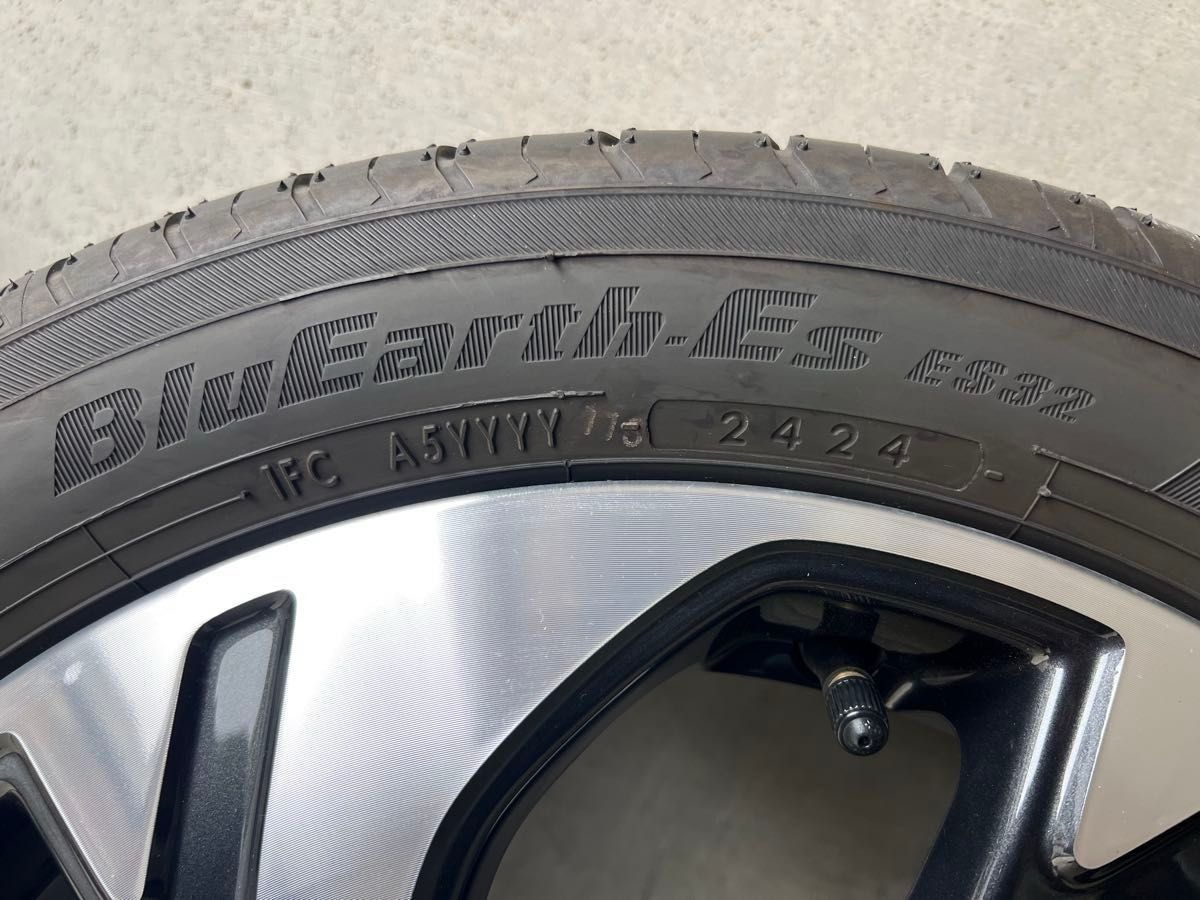 BluEarth-Es ES32
1FC A5YYYY 2424 -